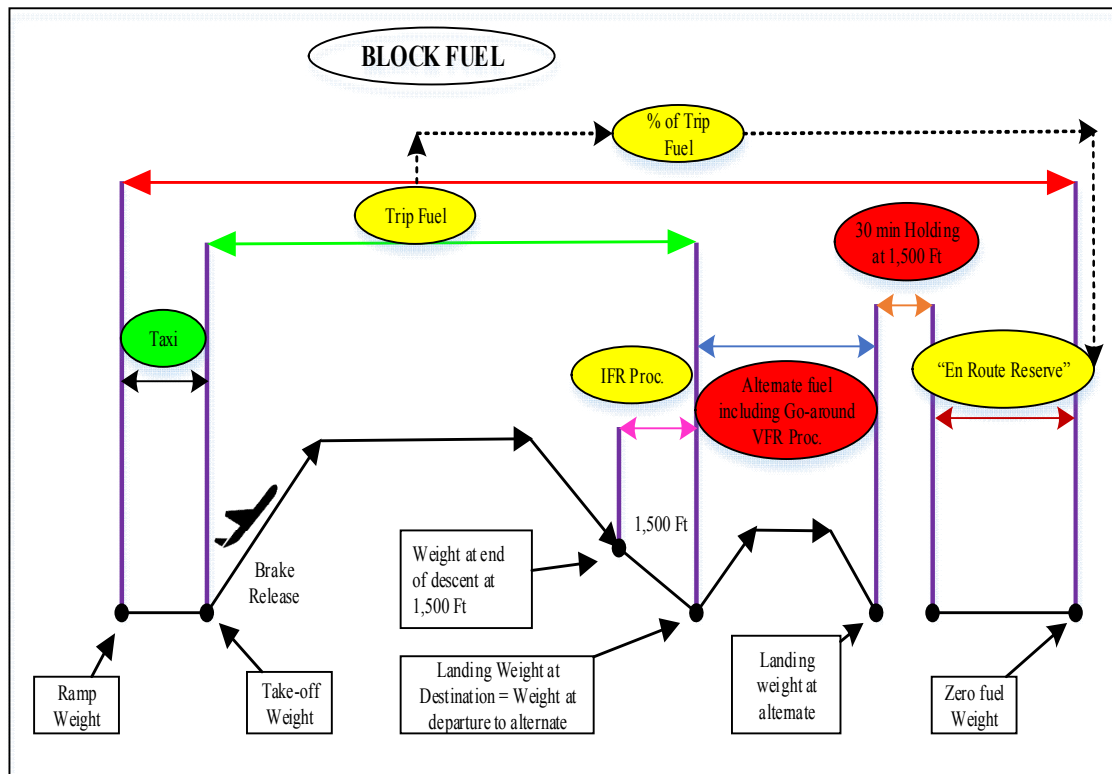 BLOCK FUEL
% of Trip
Fuel
Trip Fuel
30 min Holding
at 1,500 Ft
Taxi
IFR Proc.
Alternate fuel
including Go-around
VFR Proc.
“En Route Reserve”
1,500 Ft
Brake
Release
Weight at end
of descent at
1,500 Ft
Ramp
Weight
Take-off
Weight
Landing Weight at
Destination = Weight at
departure to alternate
Landing
weight at
alternate
Zero fuel
Weight